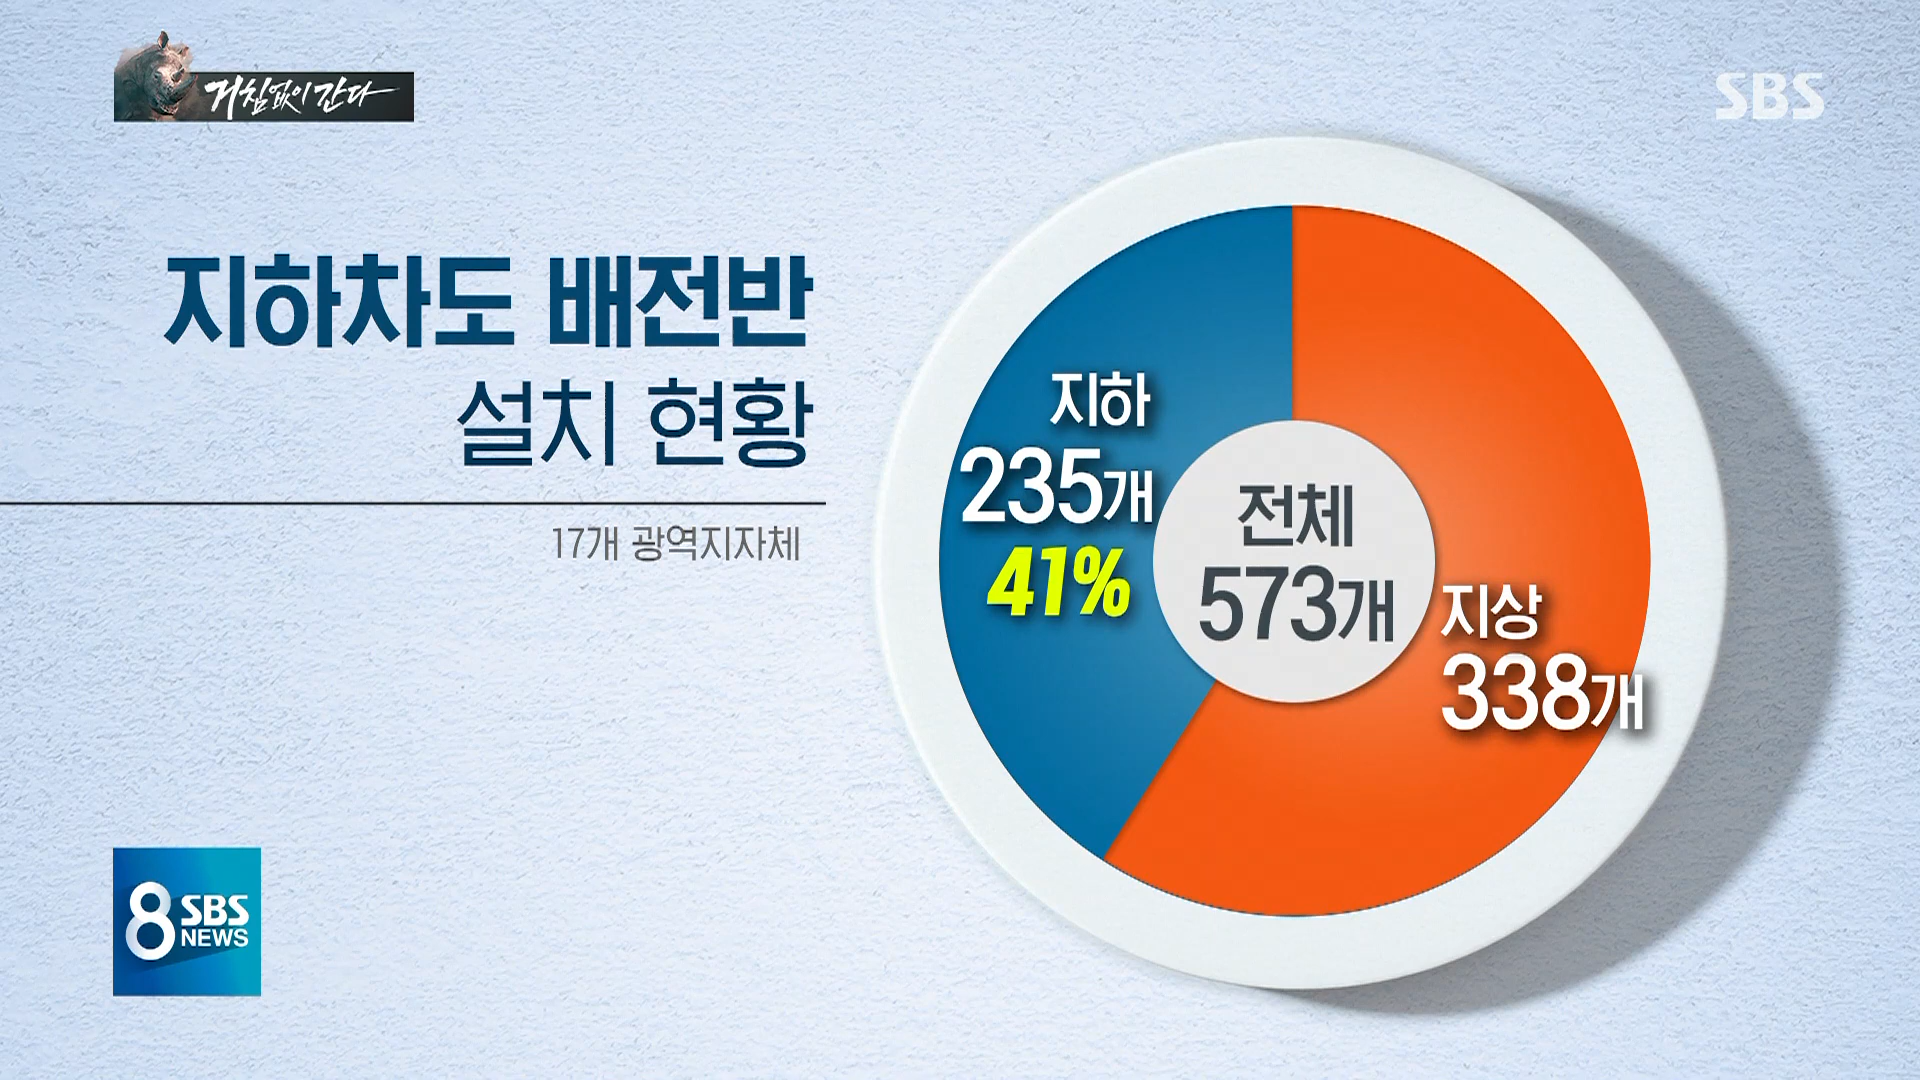 거침없이 간다
SBS
지하차도 배전반
설치 현황
17개 광역지자체
지하
235개
41%
전체
573개
지상
338개
8 SBS
NEWS